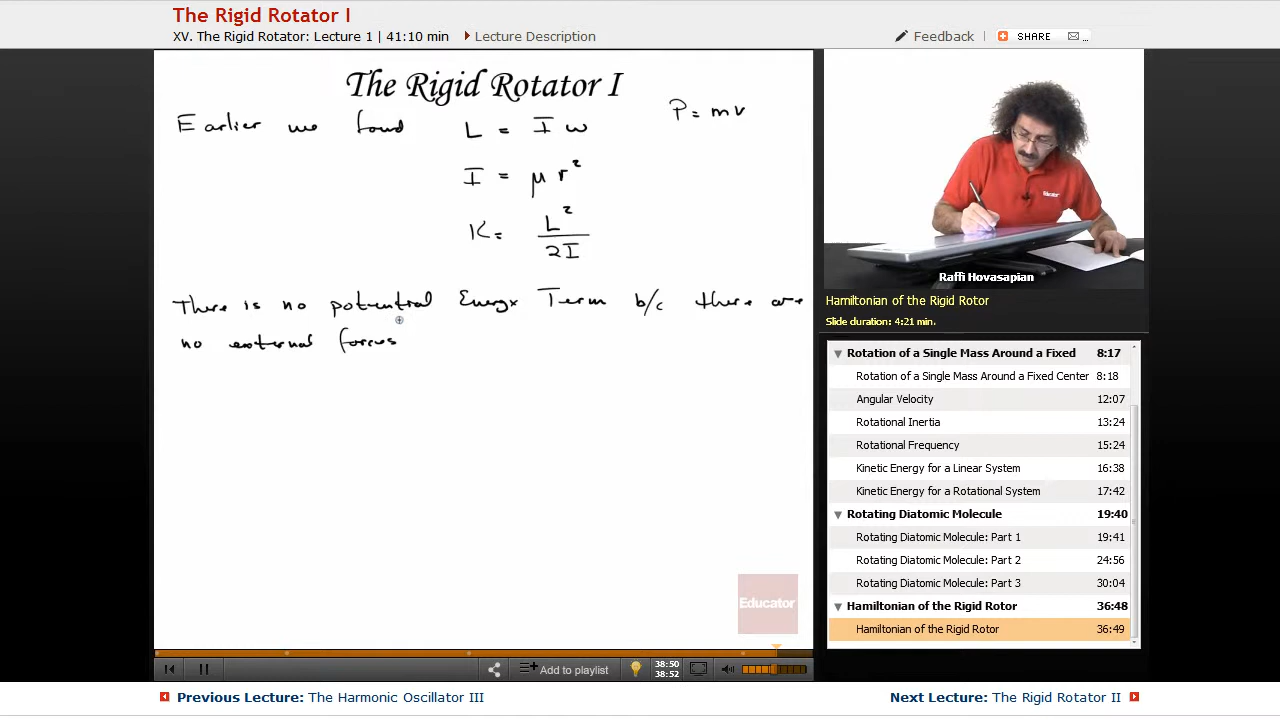 The Rigid Rotator I
XV. The Rigid Rotator: Lecture 1 | 41:10 min Lecture Description
Feedback | SHARE ...
The Rigid Rotator I
Earlier we found L = I ω
P = mv
I = μ r²
K = L² / 2I
There is no potential Energy Term b/c there are
no external forces
Educator
Educator
Raffi Hovasapian
Hamiltonian of the Rigid Rotor
Slide duration: 4:21 min.
Rotation of a Single Mass Around a Fixed 8:17
Rotation of a Single Mass Around a Fixed Center 8:18
Angular Velocity 12:07
Rotational Inertia 13:24
Rotational Frequency 15:24
Kinetic Energy for a Linear System 16:38
Kinetic Energy for a Rotational System 17:42
Rotating Diatomic Molecule 19:40
Rotating Diatomic Molecule: Part 1 19:41
Rotating Diatomic Molecule: Part 2 24:56
Rotating Diatomic Molecule: Part 3 30:04
Hamiltonian of the Rigid Rotor 36:48
Hamiltonian of the Rigid Rotor 36:49
Add to playlist
38:50
38:52
Previous Lecture: The Harmonic Oscillator III
Next Lecture: The Rigid Rotator II